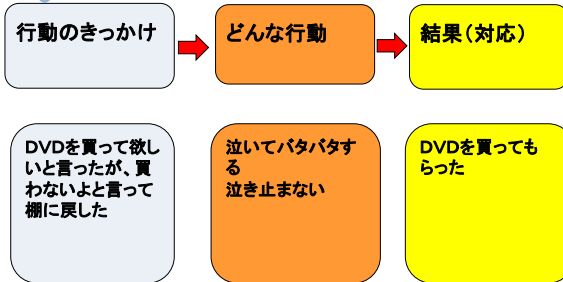 行動のきっかけ
どんな行動
結果（対応）
DVDを買って欲し
いと言ったが、買
わないよと言って
棚に戻した
泣いてバタバタす
る
泣き止まない
DVDを買っても
らった